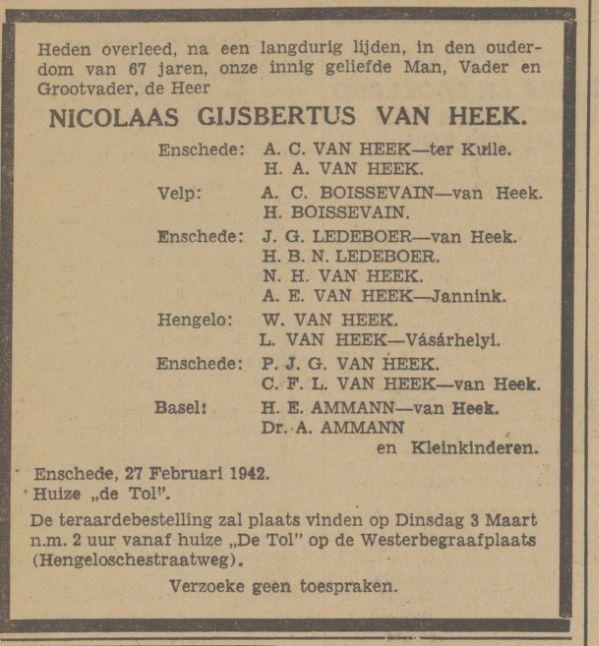 Heden overleed, na een langdurig lijden, in den ouder-
dom van 67 jaren, onze innig geliefde Man, Vader en
Grootvader, de Heer
NICOLAAS GIJSBERTUS VAN HEEK.
Enschede: A. C. VAN HEEK—ter Kuile.
H. A. VAN HEEK.
Velp: A. C. BOISSEVAIN—van Heek.
H. BOISSEVAIN.
Enschede: J. G. LEDEBOER—van Heek.
H. B. N. LEDEBOER.
N. H. VAN HEEK.
A. E. VAN HEEK—Jannink.
Hengelo: W. VAN HEEK.
L. VAN HEEK—Vásárhelyi.
Enschede: P. J. G. VAN HEEK.
C. F. L. VAN HEEK—van Heek.
Basel: H. E. AMMANN—van Heek.
Dr. A. AMMANN
en Kleinkinderen.
Enschede, 27 Februari 1942.
Huize „de Tol”.
De teraardebestelling zal plaats vinden op Dinsdag 3 Maart
n.m. 2 uur vanaf huize „De Tol” op de Westerbegraafplaats
(Hengeloschestraatweg).
Verzoeke geen toespraken.